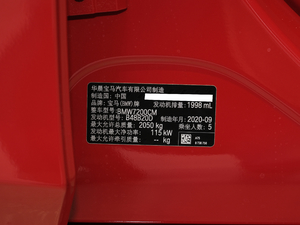 华晨宝马汽车有限公司制造
制造国：中国
品牌：宝马(BMW)牌 发动机排量：1998 mL
整车型号：BMW7200CM
发动机型号：B48B20D 制造年月：2020-09
最大允许总质量：2050 kg 乘坐人数：5
发动机最大净功率：115 kW
最大允许牵引质量：-- kg